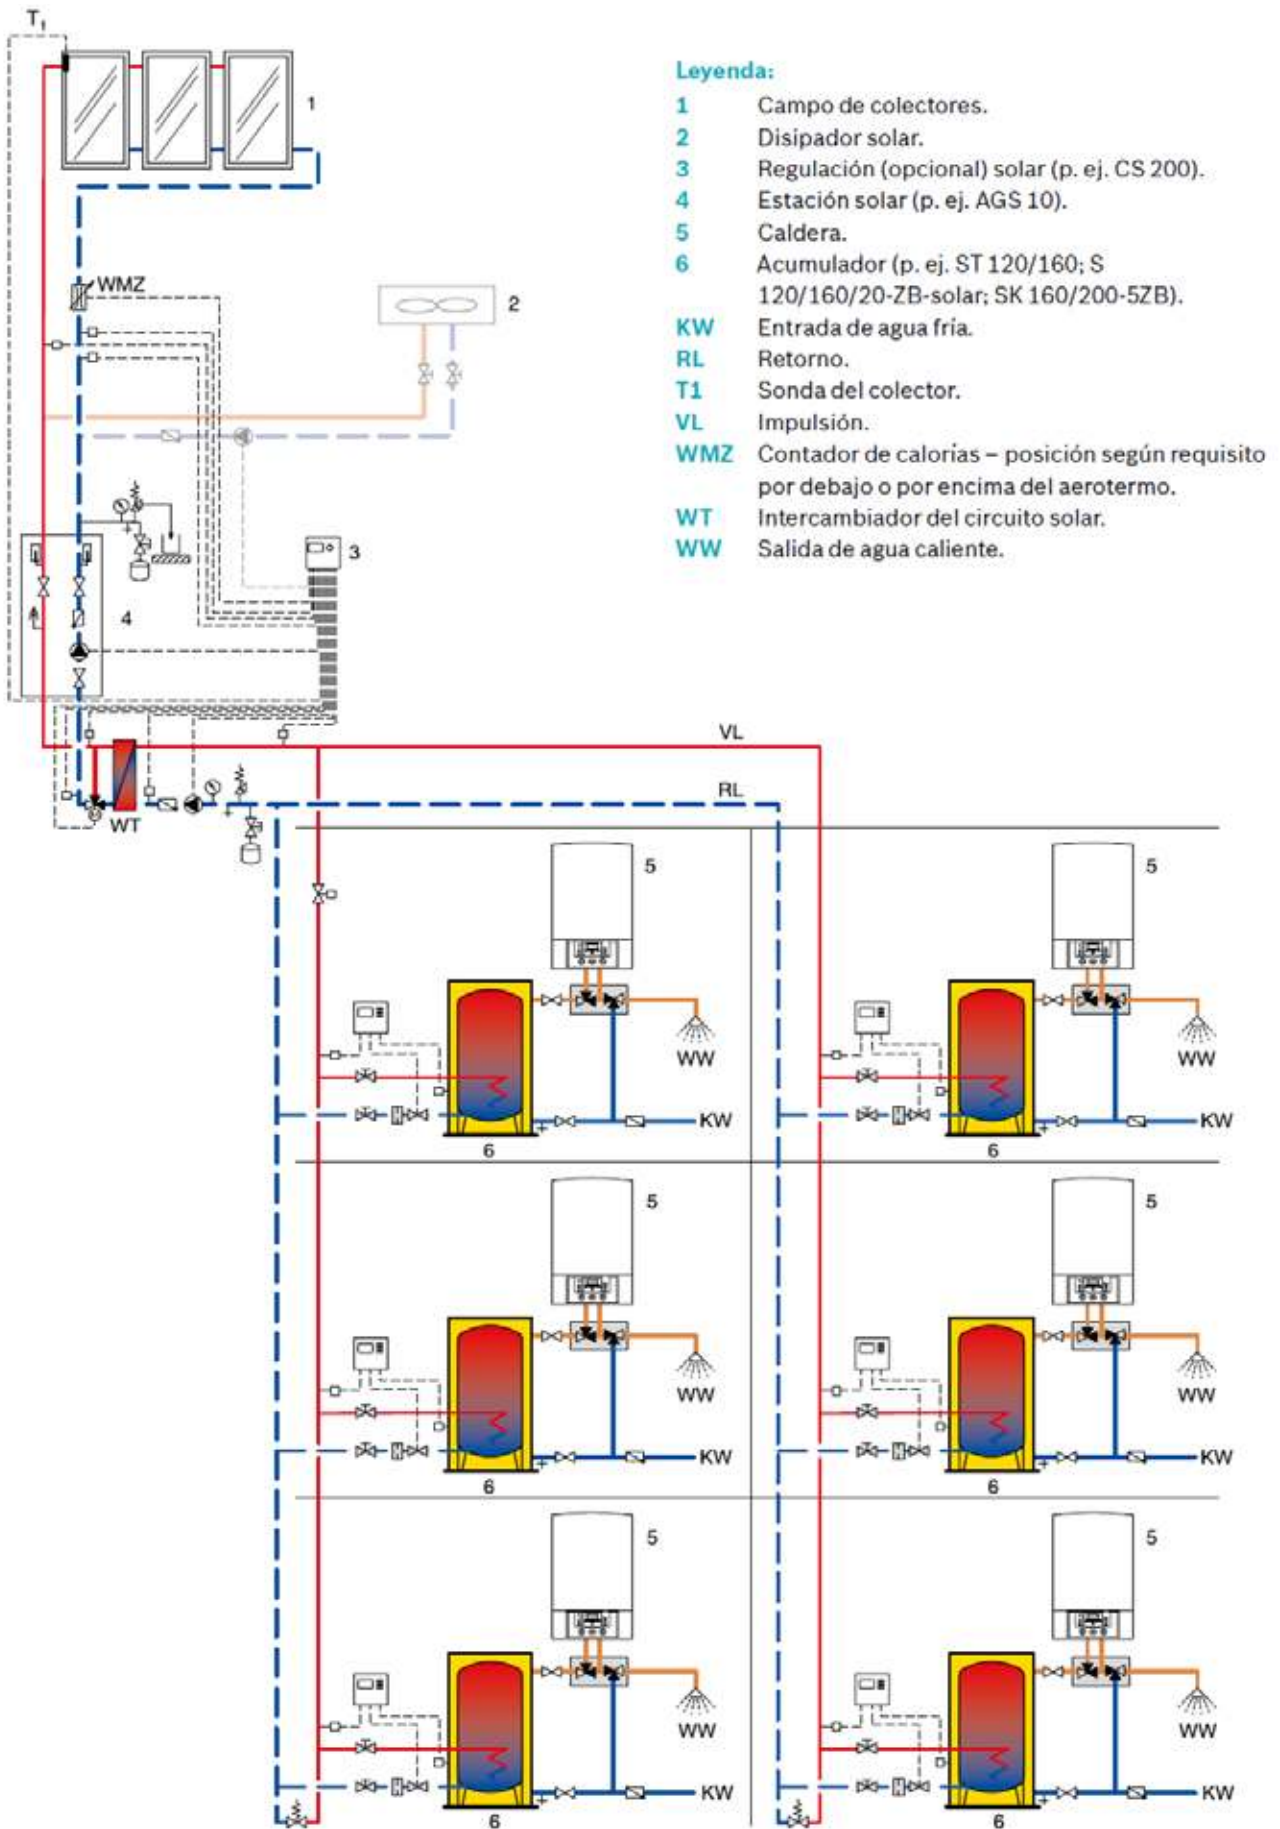 T1
1
WMZ
2
3
4
VL
RL
WT
Leyenda:
1 Campo de colectores.
2 Disipador solar.
3 Regulación (opcional) solar (p. ej. CS 200).
4 Estación solar (p. ej. AGS 10).
5 Caldera.
6 Acumulador (p. ej. ST 120/160; S
120/160/20-ZB-solar; SK 160/200-5ZB).
KW Entrada de agua fría.
RL Retorno.
T1 Sonda del colector.
VL Impulsión.
WMZ Contador de calorías – posición según requisito
por debajo o por encima del aerotermo.
WT Intercambiador del circuito solar.
WW Salida de agua caliente.
5 5
WW WW
KW KW
6 6
5 5
WW WW
KW KW
6 6
5 5
WW WW
KW KW
6 6